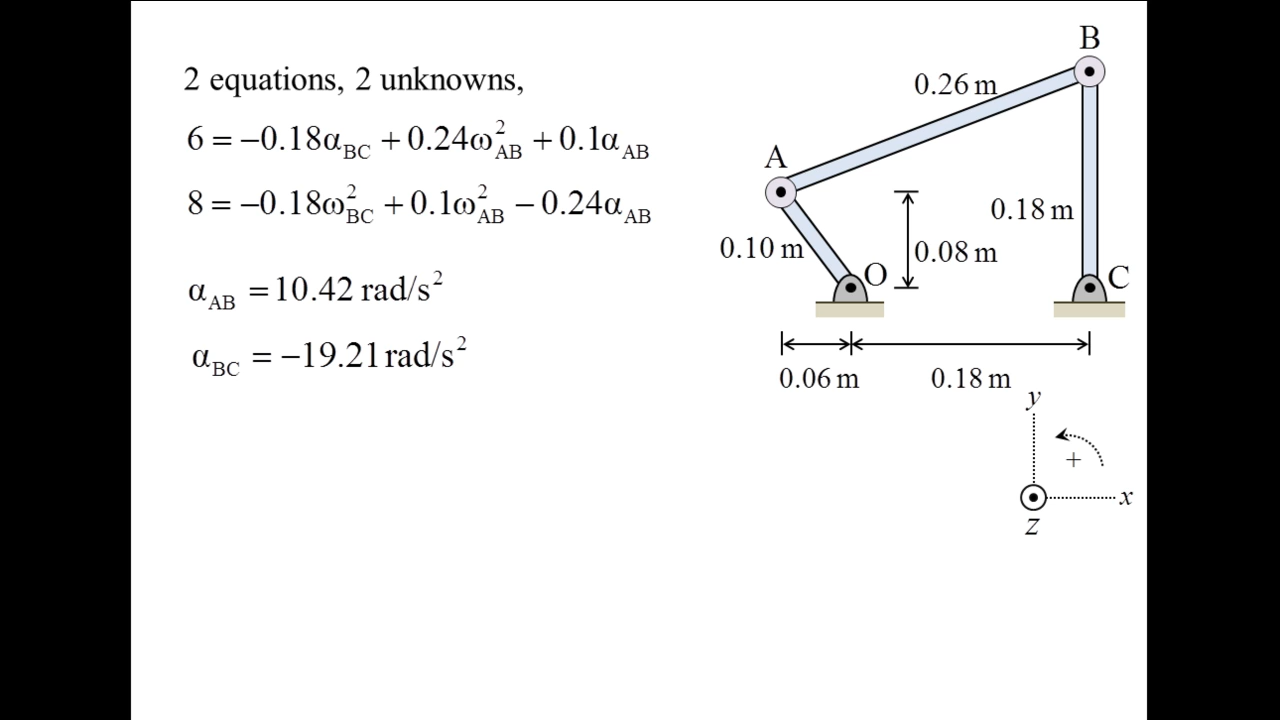 2 equations, 2 unknowns,
6 = −0.18α_BC + 0.24ω²_AB + 0.1α_AB
8 = −0.18ω²_BC + 0.1ω²_AB − 0.24α_AB
α_AB = 10.42 rad/s²
α_BC = −19.21 rad/s²
B
0.26 m
A
0.18 m
0.10 m
0.08 m
O
C
0.06 m
0.18 m
y
+
x
z